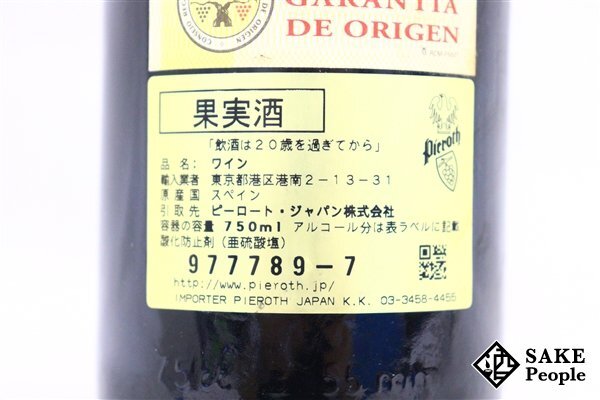 GARANTIA
DE ORIGEN
果実酒
「飲酒は20歳を過ぎてから」
Pieroth
品名: ワイン
輸入業者 東京都港区港南2-13-31
原産国 スペイン
引取先 ピーロート・ジャパン株式会社
容器の容量 750ml アルコール分は表ラベルに記載
酸化防止剤(亜硫酸塩)
977789-7
http://www.pieroth.jp/
IMPORTER PIEROTH JAPAN K.K. 03-3458-4455
SAKE
People